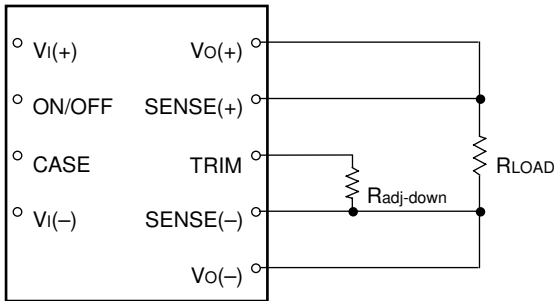 VI(+) VO(+)
ON/OFF SENSE(+)
CASE TRIM RLOAD
Radj-down
VI(–) SENSE(–)
VO(–)